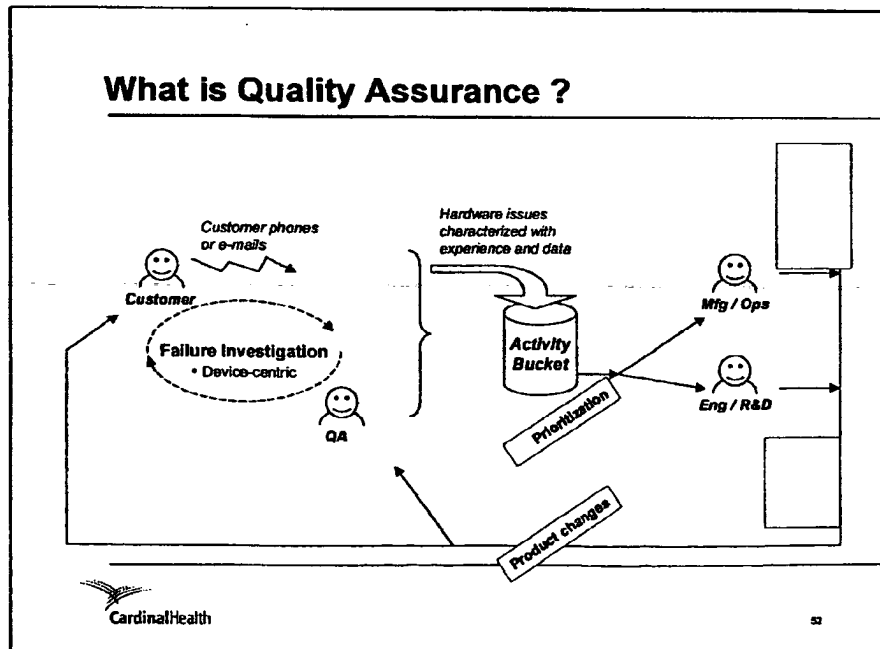 What is Quality Assurance ?
Customer phones
or e-mails
Hardware issues
characterized with
experience and data
Customer
Mfg / Ops
Failure Investigation
• Device-centric
Activity
Bucket
QA
Eng / R&D
Prioritization
Product changes
CardinalHealth